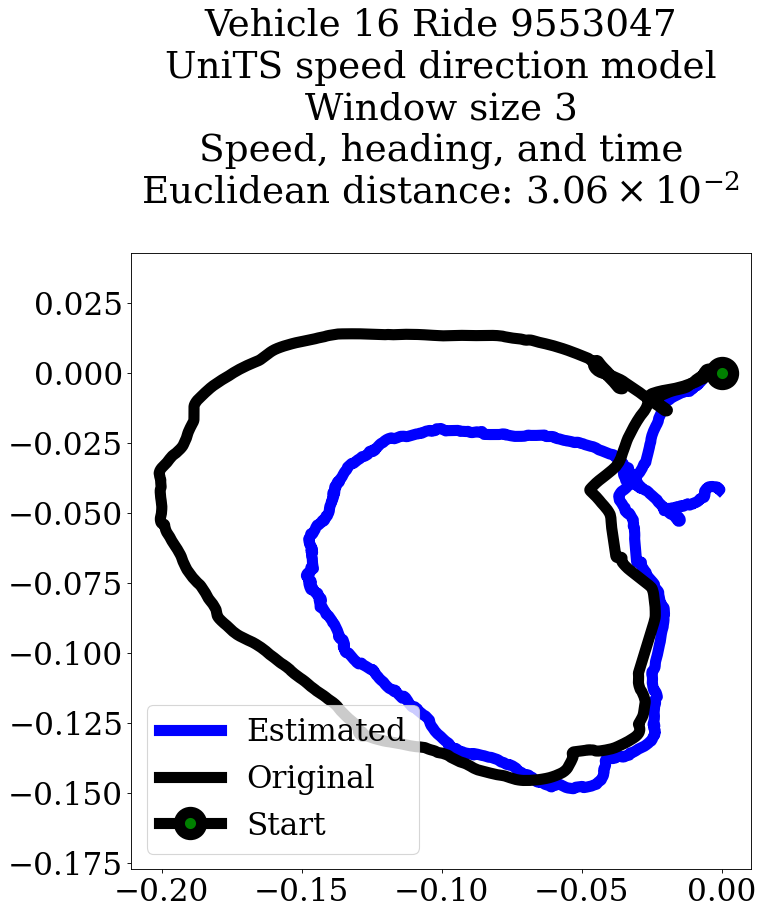 Vehicle 16 Ride 9553047
UniTS speed direction model
Window size 3
Speed, heading, and time
Euclidean distance: 3.06 × 10⁻²
0.025
0.000
−0.025
−0.050
−0.075
−0.100
−0.125
−0.150
−0.175
Estimated
Original
Start
−0.20 −0.15 −0.10 −0.05 0.00